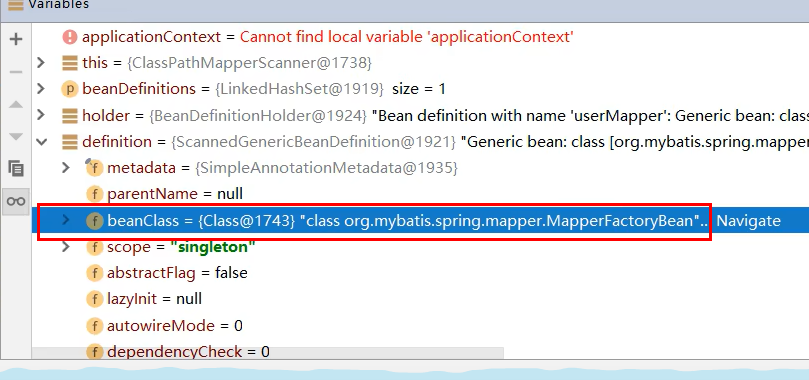 Variables
applicationContext = Cannot find local variable 'applicationContext'
this = {ClassPathMapperScanner@1738}
beanDefinitions = {LinkedHashSet@1919} size = 1
holder = {BeanDefinitionHolder@1924} "Bean definition with name 'userMapper': Generic bean: clas
definition = {ScannedGenericBeanDefinition@1921} "Generic bean: class [org.mybatis.spring.mapper
metadata = {SimpleAnnotationMetadata@1935}
parentName = null
beanClass = {Class@1743} "class org.mybatis.spring.mapper.MapperFactoryBean"... Navigate
scope = "singleton"
abstractFlag = false
lazyInit = null
autowireMode = 0
dependencyCheck = 0